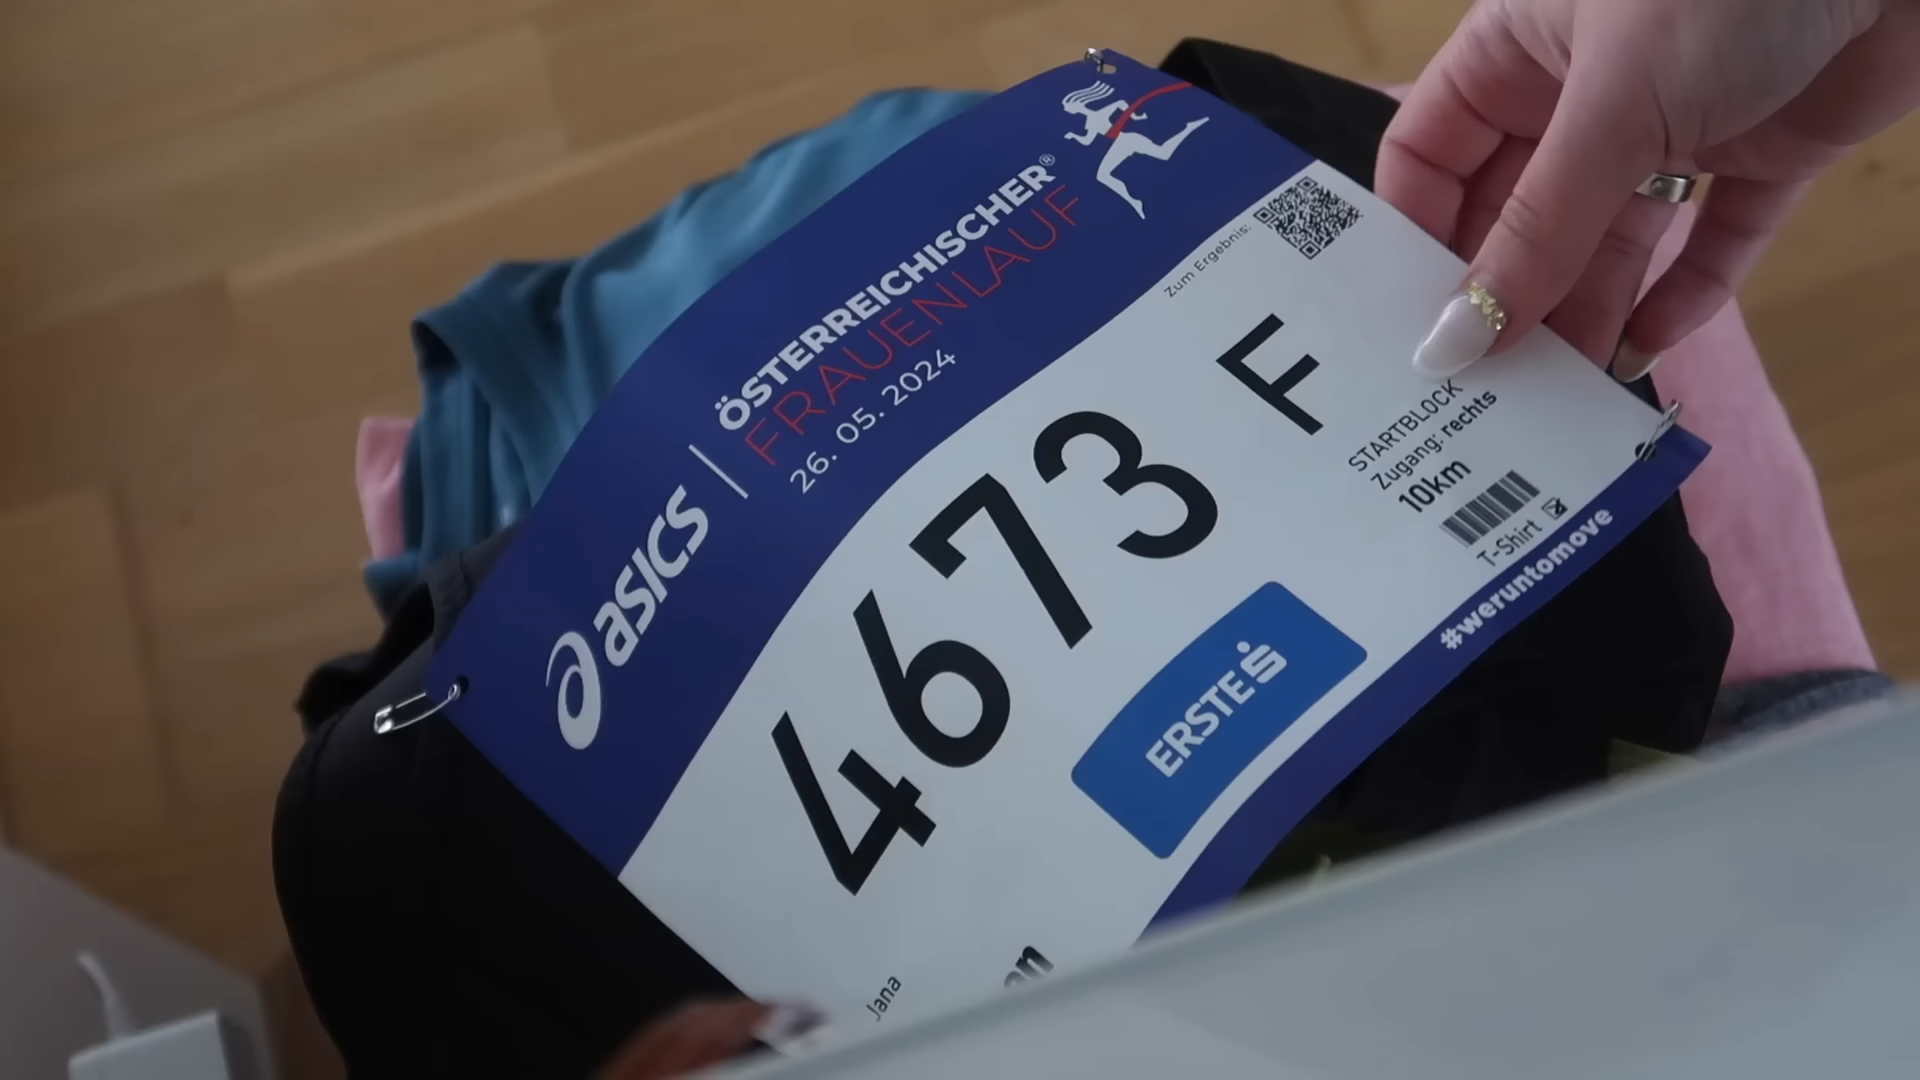 asics
ÖSTERREICHISCHER®
FRAUENLAUF
26. 05. 2024
Zum Ergebnis:
4673
F
STARTBLOCK
Zugang: rechts
10km
T-Shirt
ERSTE
#weruntomove
Jana